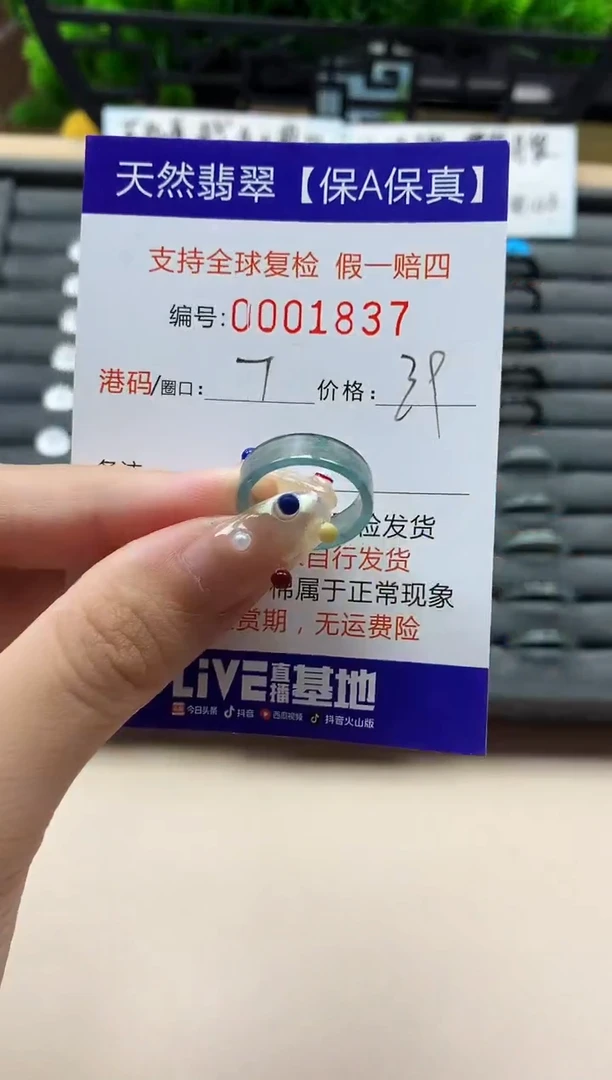 天然翡翠【保A保真】
支持全球复检 假一赔四
编号:0001837
港码/圈口: 7 价格: 39
险发货
自行发货
棉属于正常现象
赏期，无运费险
LiVE直播基地
今日头条 抖音 西瓜视频 抖音火山版